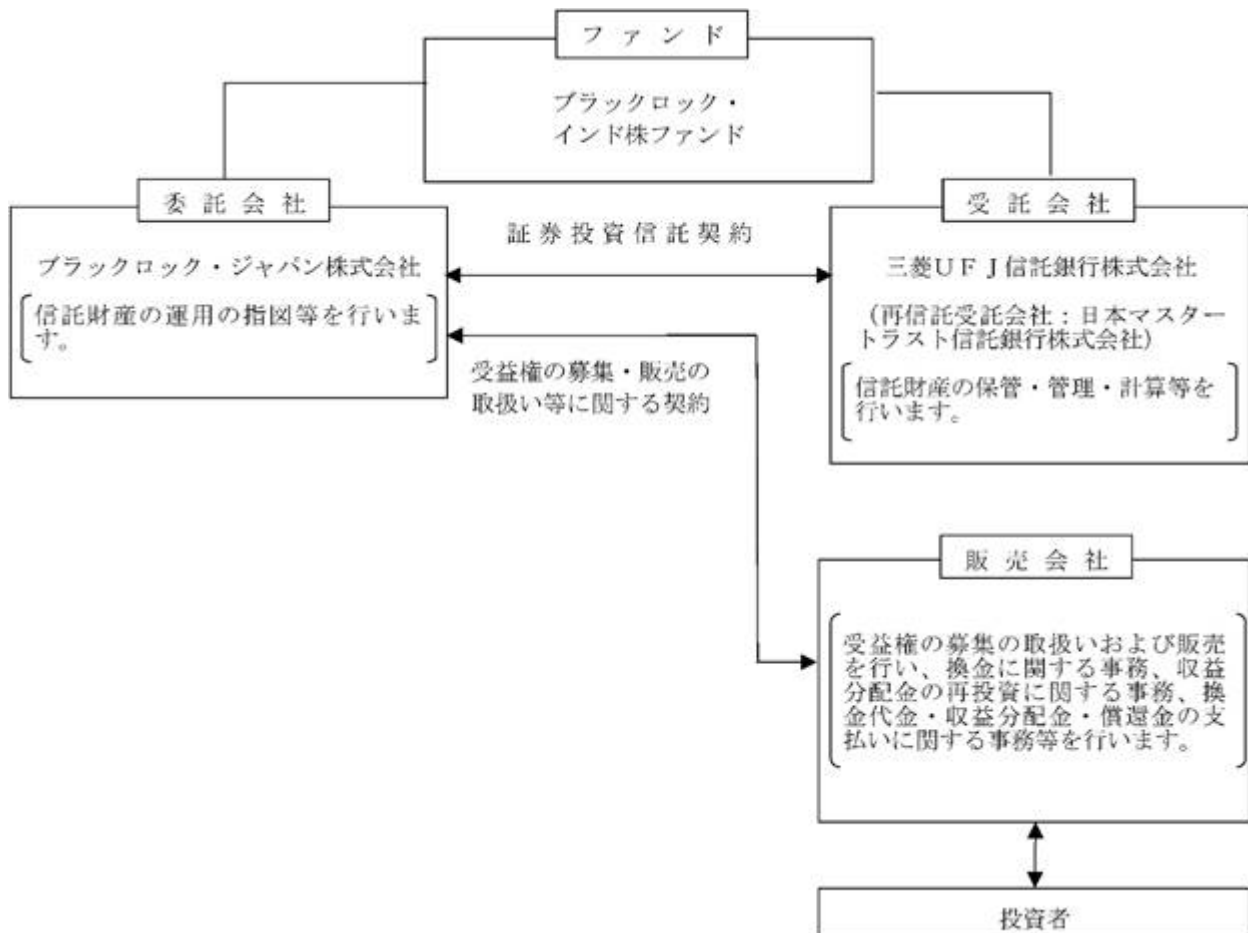 ファンド
ブラックロック・
インド株ファンド
委託会社
ブラックロック・ジャパン株式会社
信託財産の運用の指図等を行いま
す。
証券投資信託契約
受益権の募集・販売の
取扱い等に関する契約
受託会社
三菱UFJ信託銀行株式会社
(再信託受託会社:日本マスター
トラスト信託銀行株式会社)
信託財産の保管・管理・計算等を
行います。
販売会社
受益権の募集の取扱いおよび販売
を行い、換金に関する事務、収益
分配金の再投資に関する事務、換
金代金・収益分配金・償還金の支
払いに関する事務等を行います。
投資者